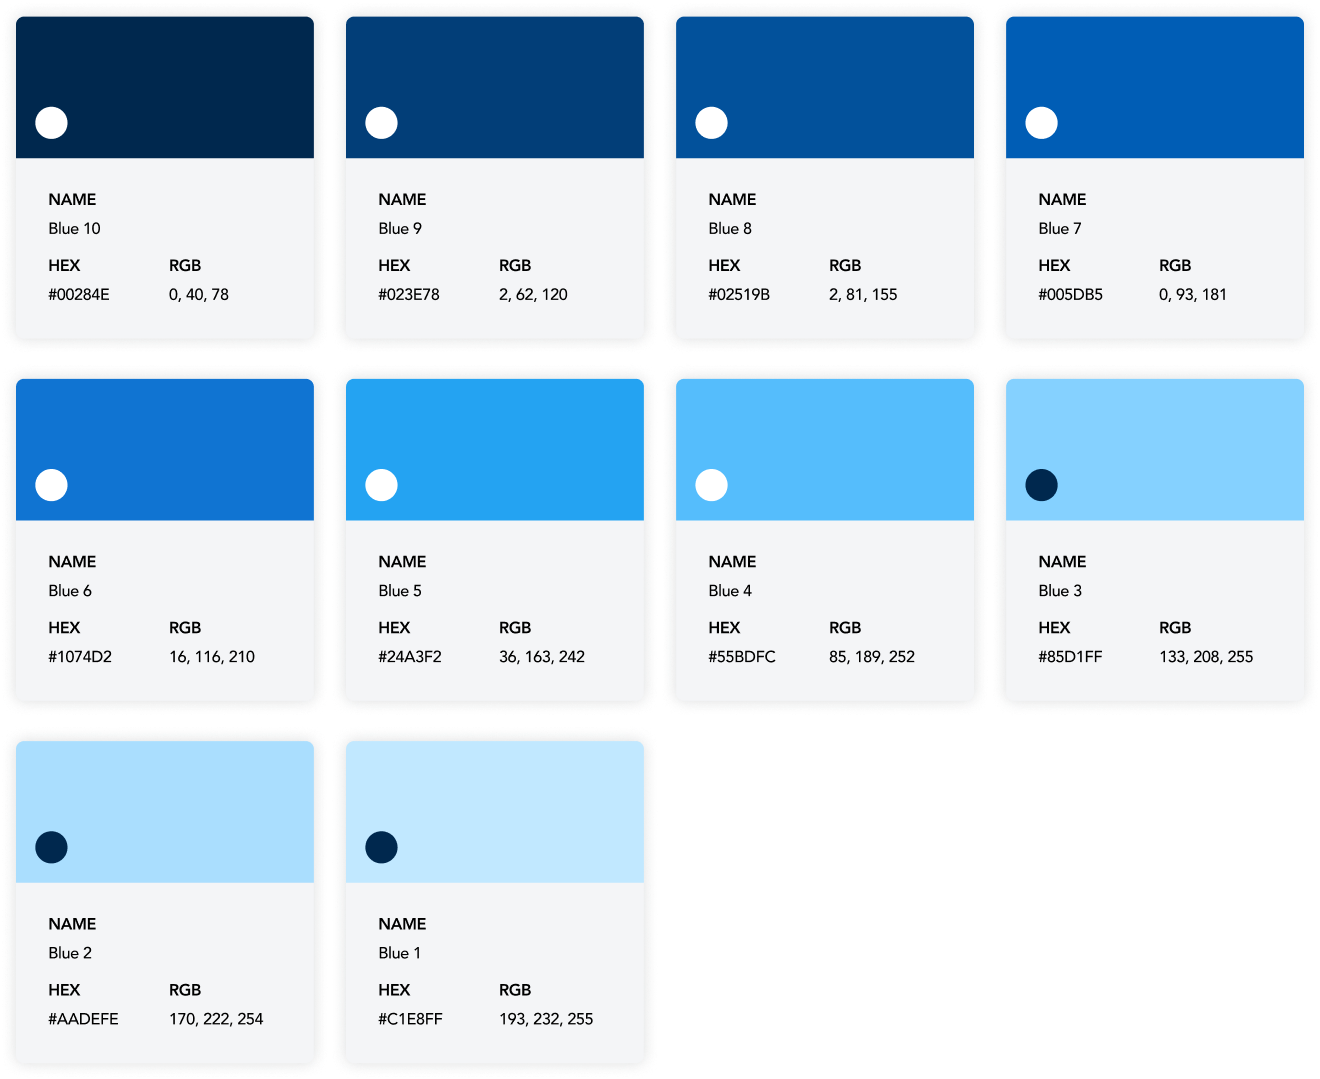 NAME
Blue 10
HEX RGB
#00284E 0, 40, 78
NAME
Blue 9
HEX RGB
#023E78 2, 62, 120
NAME
Blue 8
HEX RGB
#02519B 2, 81, 155
NAME
Blue 7
HEX RGB
#005DB5 0, 93, 181
NAME
Blue 6
HEX RGB
#1074D2 16, 116, 210
NAME
Blue 5
HEX RGB
#24A3F2 36, 163, 242
NAME
Blue 4
HEX RGB
#55BDFC 85, 189, 252
NAME
Blue 3
HEX RGB
#85D1FF 133, 208, 255
NAME
Blue 2
HEX RGB
#AADEFE 170, 222, 254
NAME
Blue 1
HEX RGB
#C1E8FF 193, 232, 255